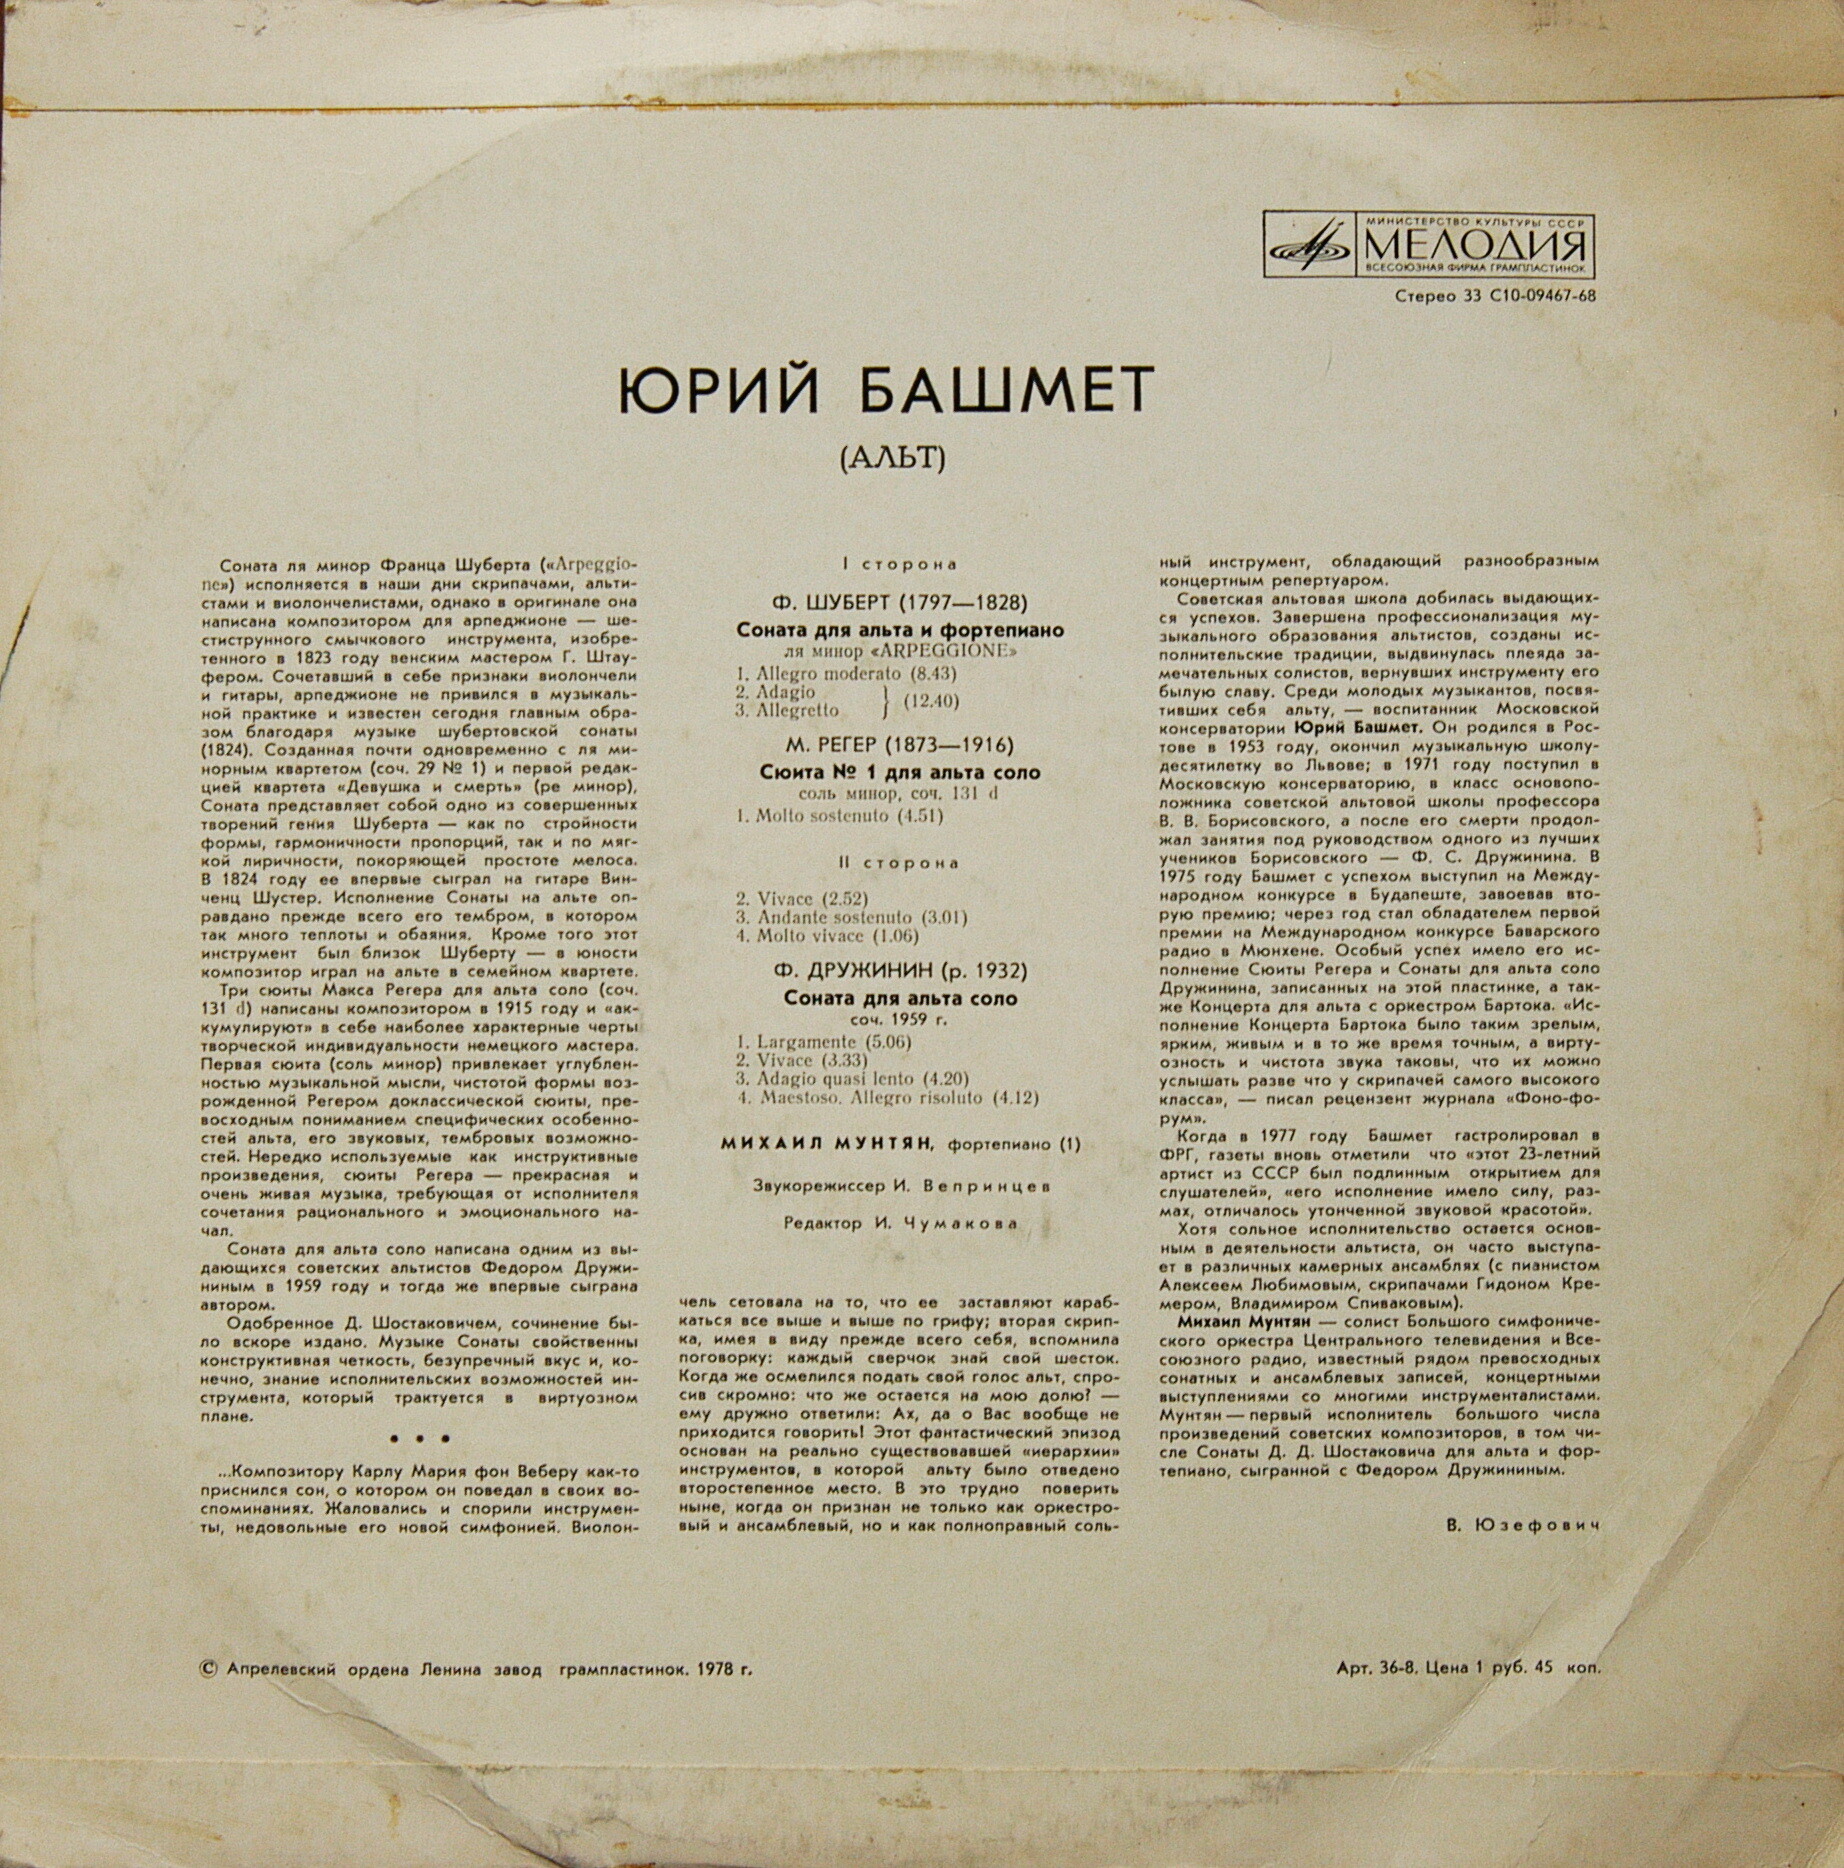 МИНИСТЕРСТВО КУЛЬТУРЫ СССР
МЕЛОДИЯ
ВСЕСОЮЗНАЯ ФИРМА ГРАМПЛАСТИНОК
Стерео 33 С10-09467-68
ЮРИЙ БАШМЕТ
(АЛЬТ)
Соната ля минор Франца Шуберта («Arpeggio-
ne») исполняется в наши дни скрипачами, альти-
стами и виолончелистами, однако в оригинале она
написана композитором для арпеджионе — ше-
стиструнного смычкового инструмента, изобре-
тенного в 1823 году венским мастером Г. Штау-
фером. Сочетавший в себе признаки виолончели
и гитары, арпеджионе не привился в музыкаль-
ной практике и известен сегодня главным обра-
зом благодаря музыке шубертовской сонаты
(1824). Созданная почти одновременно с ля ми-
норным квартетом (соч. 29 № 1) и первой редак-
цией квартета «Девушка и смерть» (ре минор),
Соната представляет собой одно из совершенных
творений гения Шуберта — как по стройности
формы, гармоничности пропорций, так и по мяг-
кой лиричности, покоряющей простоте мелоса.
В 1824 году ее впервые сыграл на гитаре Вин-
ченц Шустер. Исполнение Сонаты на альте оп-
равдано прежде всего его тембром, в котором
так много теплоты и обаяния. Кроме того этот
инструмент был близок Шуберту — в юности
композитор играл на альте в семейном квартете.
Три сюиты Макса Регера для альта соло (соч.
131 d) написаны композитором в 1915 году и «ак-
кумулируют» в себе наиболее характерные черты
творческой индивидуальности немецкого мастера.
Первая сюита (соль минор) привлекает углублен-
ностью музыкальной мысли, чистотой формы воз-
рожденной Регером доклассической сюиты, пре-
восходным пониманием специфических особенно-
стей альта, его звуковых, тембровых возможно-
стей. Нередко используемые как инструктивные
произведения, сюиты Регера — прекрасная и
очень живая музыка, требующая от исполнителя
сочетания рационального и эмоционального на-
чал.
Соната для альта соло написана одним из вы-
дающихся советских альтистов Федором Дружи-
ниным в 1959 году и тогда же впервые сыграна
автором.
Одобренное Д. Шостаковичем, сочинение бы-
ло вскоре издано. Музыке Сонаты свойственны
конструктивная четкость, безупречный вкус и, ко-
нечно, знание исполнительских возможностей ин-
струмента, который трактуется в виртуозном
плане.
• • •
...Композитору Карлу Мария фон Веберу как-то
приснился сон, о котором он поведал в своих во-
споминаниях. Жаловались и спорили инструмен-
ты, недовольные его новой симфонией. Виолон-
I сторона
Ф. ШУБЕРТ (1797—1828)
Соната для альта и фортепиано
ля минор «ARPEGGIONE»
1. Allegro moderato (8.43)
2. Adagio
3. Allegretto } (12.40)
М. РЕГЕР (1873—1916)
Сюита № 1 для альта соло
соль минор, соч. 131 d
1. Molto sostenuto (4.51)
II сторона
2. Vivace (2.52)
3. Andante sostenuto (3.01)
4. Molto vivace (1.06)
Ф. ДРУЖИНИН (р. 1932)
Соната для альта соло
соч. 1959 г.
1. Largamente (5.06)
2. Vivace (3.33)
3. Adagio quasi lento (4.20)
4. Maestoso. Allegro risoluto (4.12)
МИХАИЛ МУНТЯН, фортепиано (1)
Звукорежиссер И. Вепринцев
Редактор И. Чумакова
чель сетовала на то, что ее заставляют караб-
каться все выше и выше по грифу; вторая скрип-
ка, имея в виду прежде всего себя, вспомнила
поговорку: каждый сверчок знай свой шесток.
Когда же осмелился подать свой голос альт, спро-
сив скромно: что же остается на мою долю? —
ему дружно ответили: Ах, да о Вас вообще не
приходится говорить! Этот фантастический эпизод
основан на реально существовавшей «иерархии»
инструментов, в которой альту было отведено
второстепенное место. В это трудно поверить
ныне, когда он признан не только как оркестро-
вый и ансамблевый, но и как полноправный соль-
ный инструмент, обладающий разнообразным
концертным репертуаром.
Советская альтовая школа добилась выдающих-
ся успехов. Завершена профессионализация му-
зыкального образования альтистов, созданы ис-
полнительские традиции, выдвинулась плеяда за-
мечательных солистов, вернувших инструменту его
былую славу. Среди молодых музыкантов, посвя-
тивших себя альту, — воспитанник Московской
консерватории Юрий Башмет. Он родился в Рос-
тове в 1953 году, окончил музыкальную школу-
десятилетку во Львове; в 1971 году поступил в
Московскую консерваторию, в класс основопо-
ложника советской альтовой школы профессора
В. В. Борисовского, а после его смерти продол-
жал занятия под руководством одного из лучших
учеников Борисовского — Ф. С. Дружинина. В
1975 году Башмет с успехом выступил на Между-
народном конкурсе в Будапеште, завоевав вто-
рую премию; через год стал обладателем первой
премии на Международном конкурсе Баварского
радио в Мюнхене. Особый успех имело его ис-
полнение Сюиты Регера и Сонаты для альта соло
Дружинина, записанных на этой пластинке, а так-
же Концерта для альта с оркестром Бартока. «Ис-
полнение Концерта Бартока было таким зрелым,
ярким, живым и в то же время точным, а вирту-
озность и чистота звука таковы, что их можно
услышать разве что у скрипачей самого высокого
класса», — писал рецензент журнала «Фоно-фо-
рум».
Когда в 1977 году Башмет гастролировал в
ФРГ, газеты вновь отметили что «этот 23-летний
артист из СССР был подлинным открытием для
слушателей», «его исполнение имело силу, раз-
мах, отличалось утонченной звуковой красотой».
Хотя сольное исполнительство остается основ-
ным в деятельности альтиста, он часто выступа-
ет в различных камерных ансамблях (с пианистом
Алексеем Любимовым, скрипачами Гидоном Кре-
мером, Владимиром Спиваковым).
Михаил Мунтян — солист Большого симфониче-
ского оркестра Центрального телевидения и Все-
союзного радио, известный рядом превосходных
сонатных и ансамблевых записей, концертными
выступлениями со многими инструменталистами.
Мунтян — первый исполнитель большого числа
произведений советских композиторов, в том чи-
сле Сонаты Д. Д. Шостаковича для альта и фор-
тепиано, сыгранной с Федором Дружининым.
В. Юзефович
© Апрелевский ордена Ленина завод грампластинок. 1978 г.
Арт. 36-8. Цена 1 руб. 45 коп.